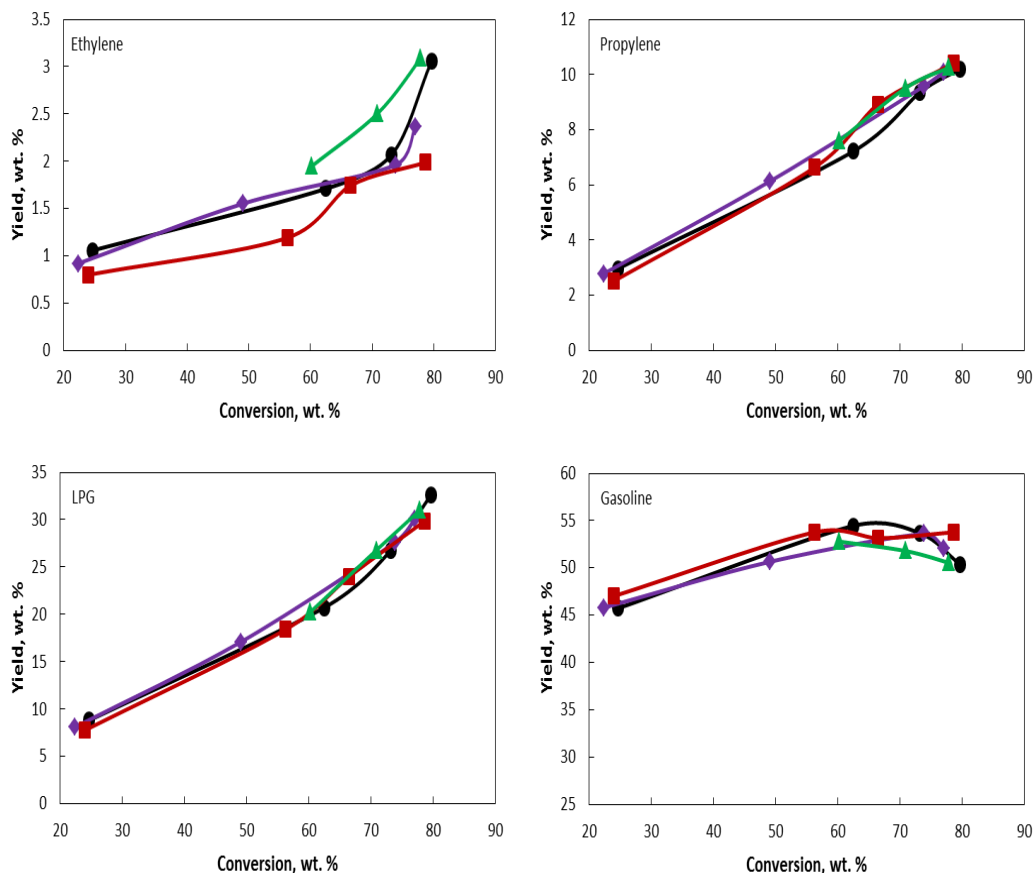 Ethylene
3.5
3
2.5
2
1.5
1
0.5
0
Yield, wt. %
20 30 40 50 60 70 80 90
Conversion, wt. %
Propylene
12
10
8
6
4
2
0
Yield, wt. %
20 30 40 50 60 70 80 90
Conversion, wt. %
LPG
35
30
25
20
15
10
5
0
Yield, wt. %
20 30 40 50 60 70 80 90
Conversion, wt. %
Gasoline
60
55
50
45
40
35
30
25
Yield, wt. %
20 30 40 50 60 70 80 90
Conversion, wt. %